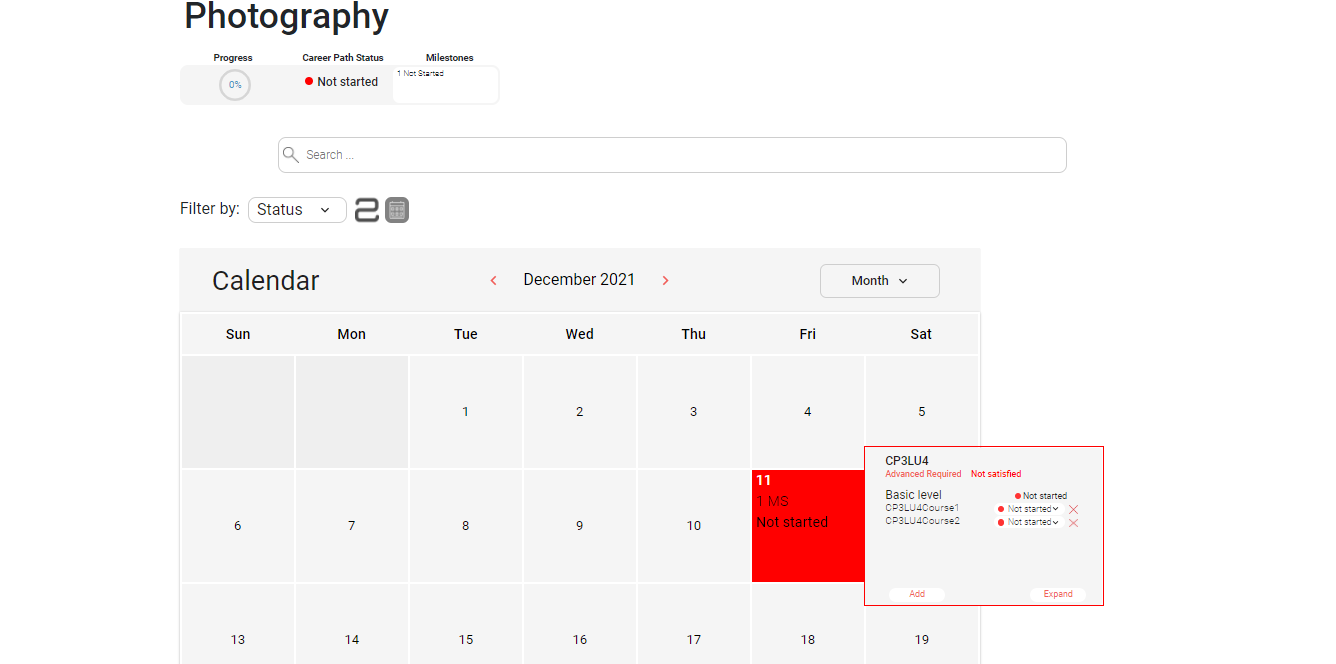 Photography
Progress Career Path Status Milestones
0% Not started 1 Not Started
Search ...
Filter by: Status
Calendar December 2021 Month
Sun Mon Tue Wed Thu Fri Sat
1 2 3 4 5
6 7 8 9 10 11
1 MS
Not started
CP3LU4
Advanced Required Not satisfied
Basic level Not started
CP3LU4Course1 Not started
CP3LU4Course2 Not started
Add Expand
13 14 15 16 17 18 19